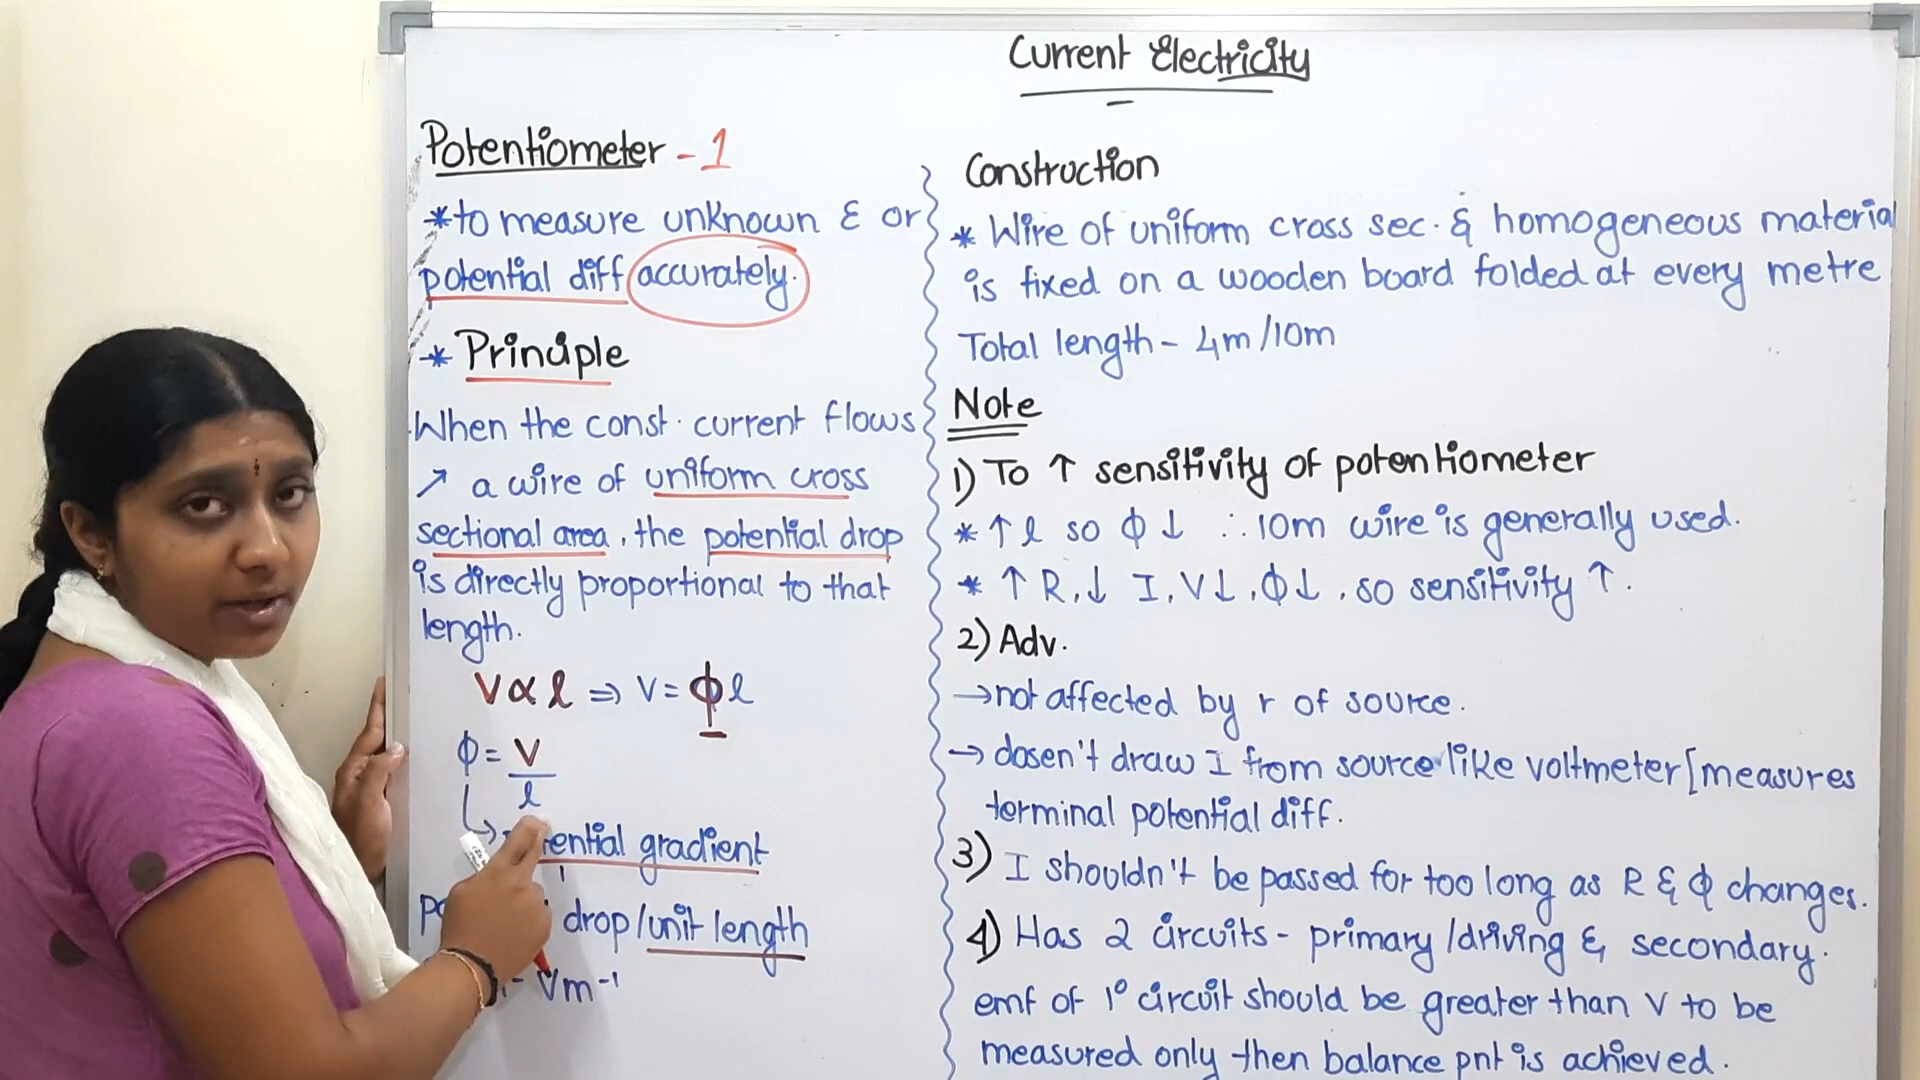 Current Electricity
Potentiometer - 1
* to measure unknown ε or
potential diff accurately.
* Principle
When the const. current flows
↗ a wire of uniform cross
sectional area, the potential drop
is directly proportional to that
length.
V ∝ l ⇒ V = ϕ l
ϕ = V
l
gradient
drop/unit length
Vm⁻¹
Construction
* Wire of uniform cross sec. & homogeneous material
is fixed on a wooden board folded at every metre
Total length - 4m/10m
Note
1) To ↑ sensitivity of potentiometer
* ↑ l so ϕ ↓ ∴ 10m wire is generally used.
* ↑ R, ↓ I, V↓, ϕ↓, so sensitivity ↑.
2) Adv.
→ not affected by r of source.
→ dosen't draw I from source like voltmeter [measures
terminal potential diff.
3) I shouldn't be passed for too long as R & ϕ changes.
4) Has 2 circuits - primary/driving & secondary.
emf of 1° circuit should be greater than V to be
measured only then balance pnt is achieved.